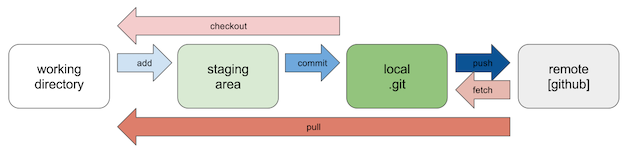 checkout
working
directory
add
staging
area
commit
local
.git
push
fetch
remote
[github]
pull